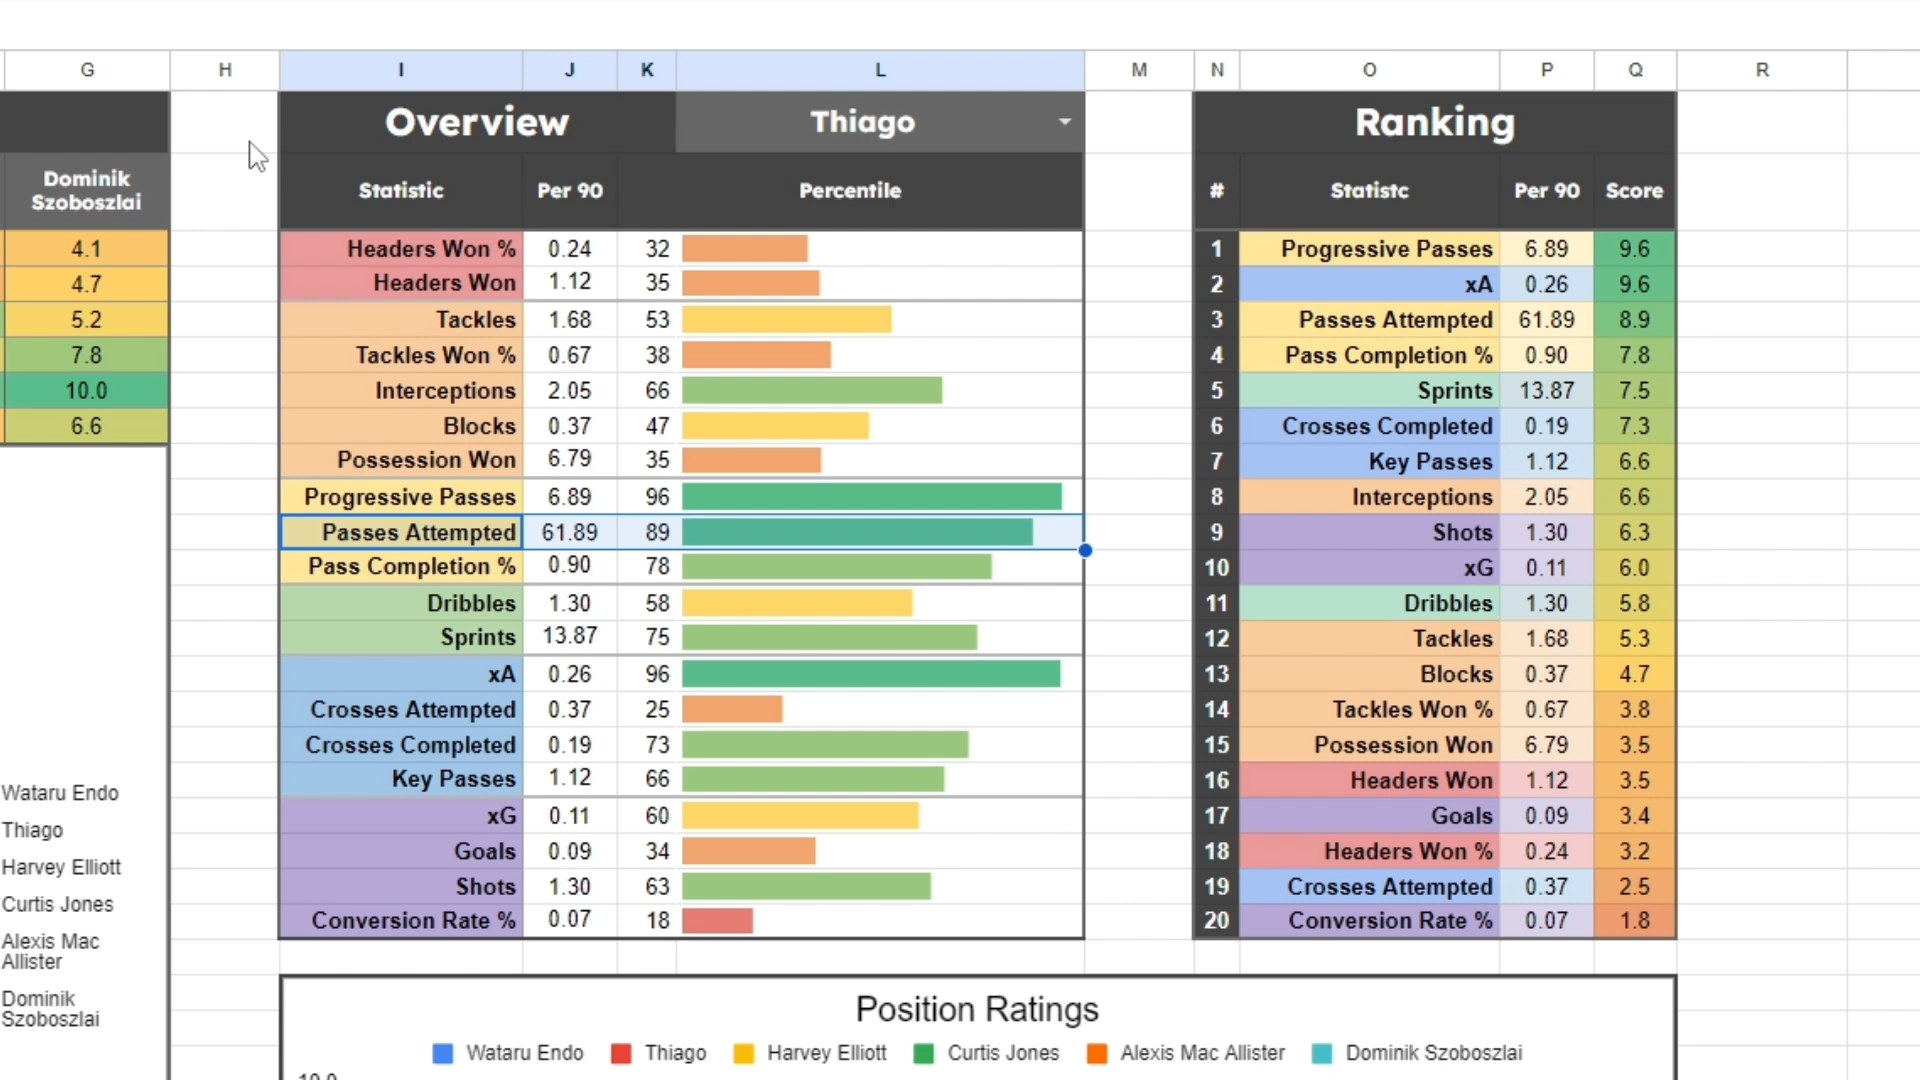 G H I J K L M N O P Q R
Overview Thiago Ranking
Dominik
Szoboszlai
Statistic Per 90 Percentile # Statistc Per 90 Score
4.1 Headers Won % 0.24 32 1 Progressive Passes 6.89 9.6
4.7 Headers Won 1.12 35 2 xA 0.26 9.6
5.2 Tackles 1.68 53 3 Passes Attempted 61.89 8.9
7.8 Tackles Won % 0.67 38 4 Pass Completion % 0.90 7.8
10.0 Interceptions 2.05 66 5 Sprints 13.87 7.5
6.6 Blocks 0.37 47 6 Crosses Completed 0.19 7.3
Possession Won 6.79 35 7 Key Passes 1.12 6.6
Progressive Passes 6.89 96 8 Interceptions 2.05 6.6
Passes Attempted 61.89 89 9 Shots 1.30 6.3
Pass Completion % 0.90 78 10 xG 0.11 6.0
Dribbles 1.30 58 11 Dribbles 1.30 5.8
Sprints 13.87 75 12 Tackles 1.68 5.3
xA 0.26 96 13 Blocks 0.37 4.7
Crosses Attempted 0.37 25 14 Tackles Won % 0.67 3.8
Crosses Completed 0.19 73 15 Possession Won 6.79 3.5
Key Passes 1.12 66 16 Headers Won 1.12 3.5
xG 0.11 60 17 Goals 0.09 3.4
Goals 0.09 34 18 Headers Won % 0.24 3.2
Shots 1.30 63 19 Crosses Attempted 0.37 2.5
Conversion Rate % 0.07 18 20 Conversion Rate % 0.07 1.8
Wataru Endo
Thiago
Harvey Elliott
Curtis Jones
Alexis Mac
Allister
Dominik
Szoboszlai
Position Ratings
Wataru Endo Thiago Harvey Elliott Curtis Jones Alexis Mac Allister Dominik Szoboszlai